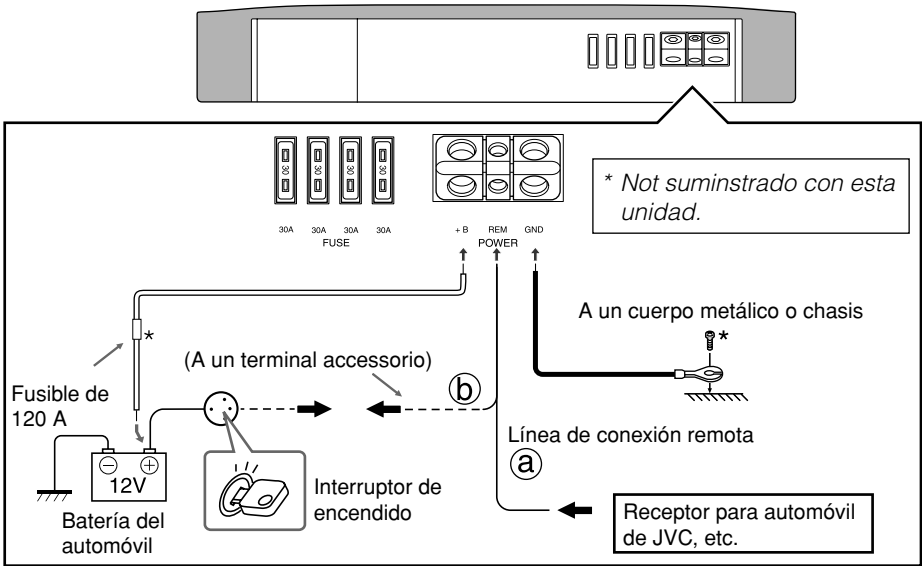 30 30 30 30
30A 30A 30A 30A
FUSE
+ B REM GND
POWER
* Not suminstrado con esta
unidad.
A un cuerpo metálico o chasis
*
*
(A un terminal accessorio)
Fusible de
120 A
b
Línea de conexión remota
a
12V
Interruptor de
encendido
Batería del
automóvil
Receptor para automóvil
de JVC, etc.